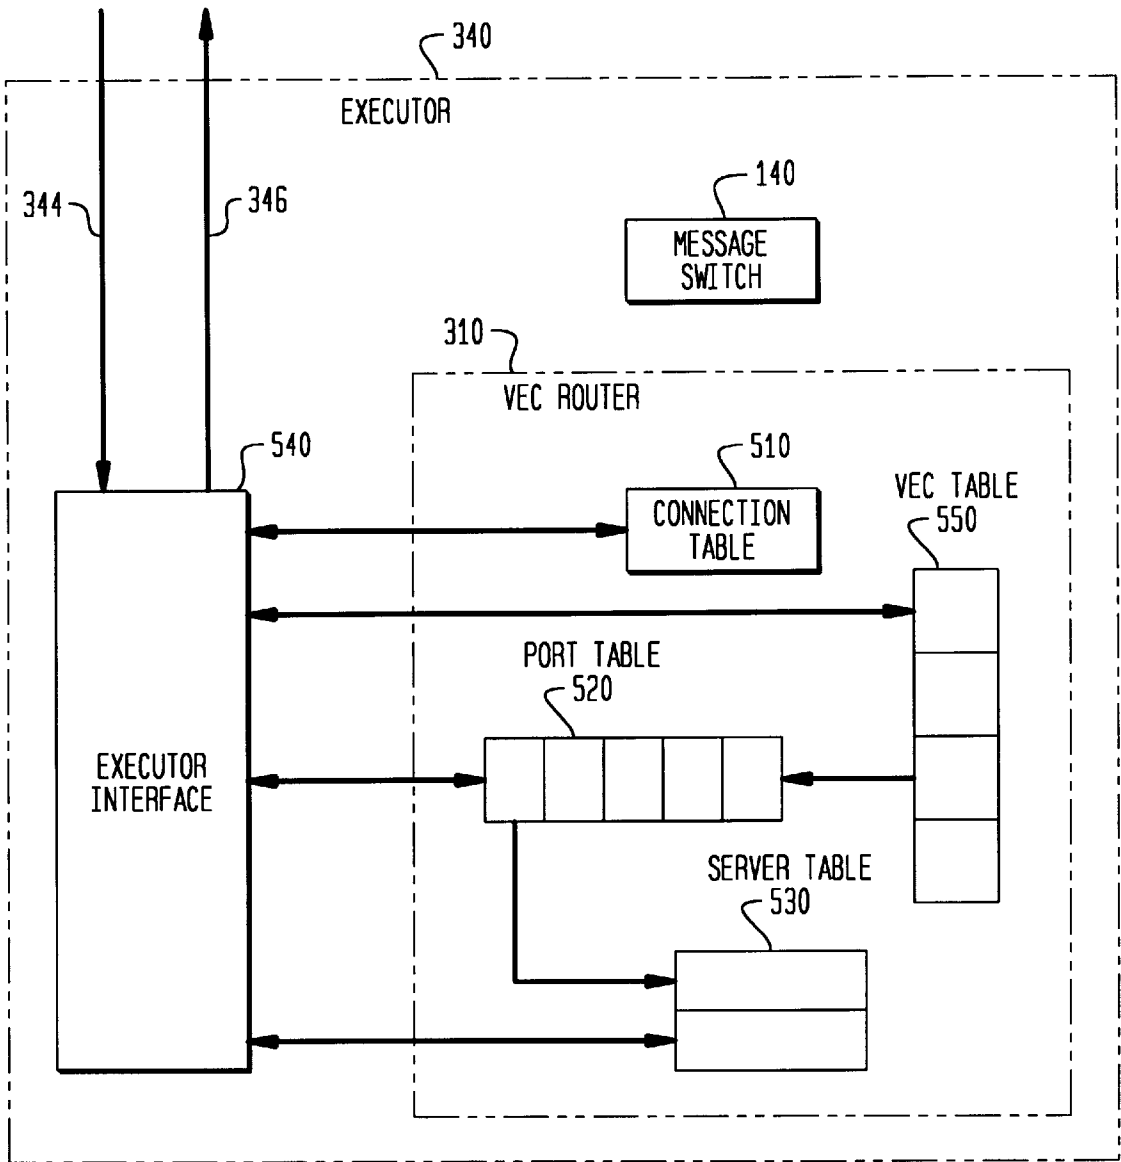 340
EXECUTOR
344
346
140
MESSAGE
SWITCH
310
VEC ROUTER
540
510
CONNECTION
TABLE
VEC TABLE
550
PORT TABLE
520
EXECUTOR
INTERFACE
SERVER TABLE
530